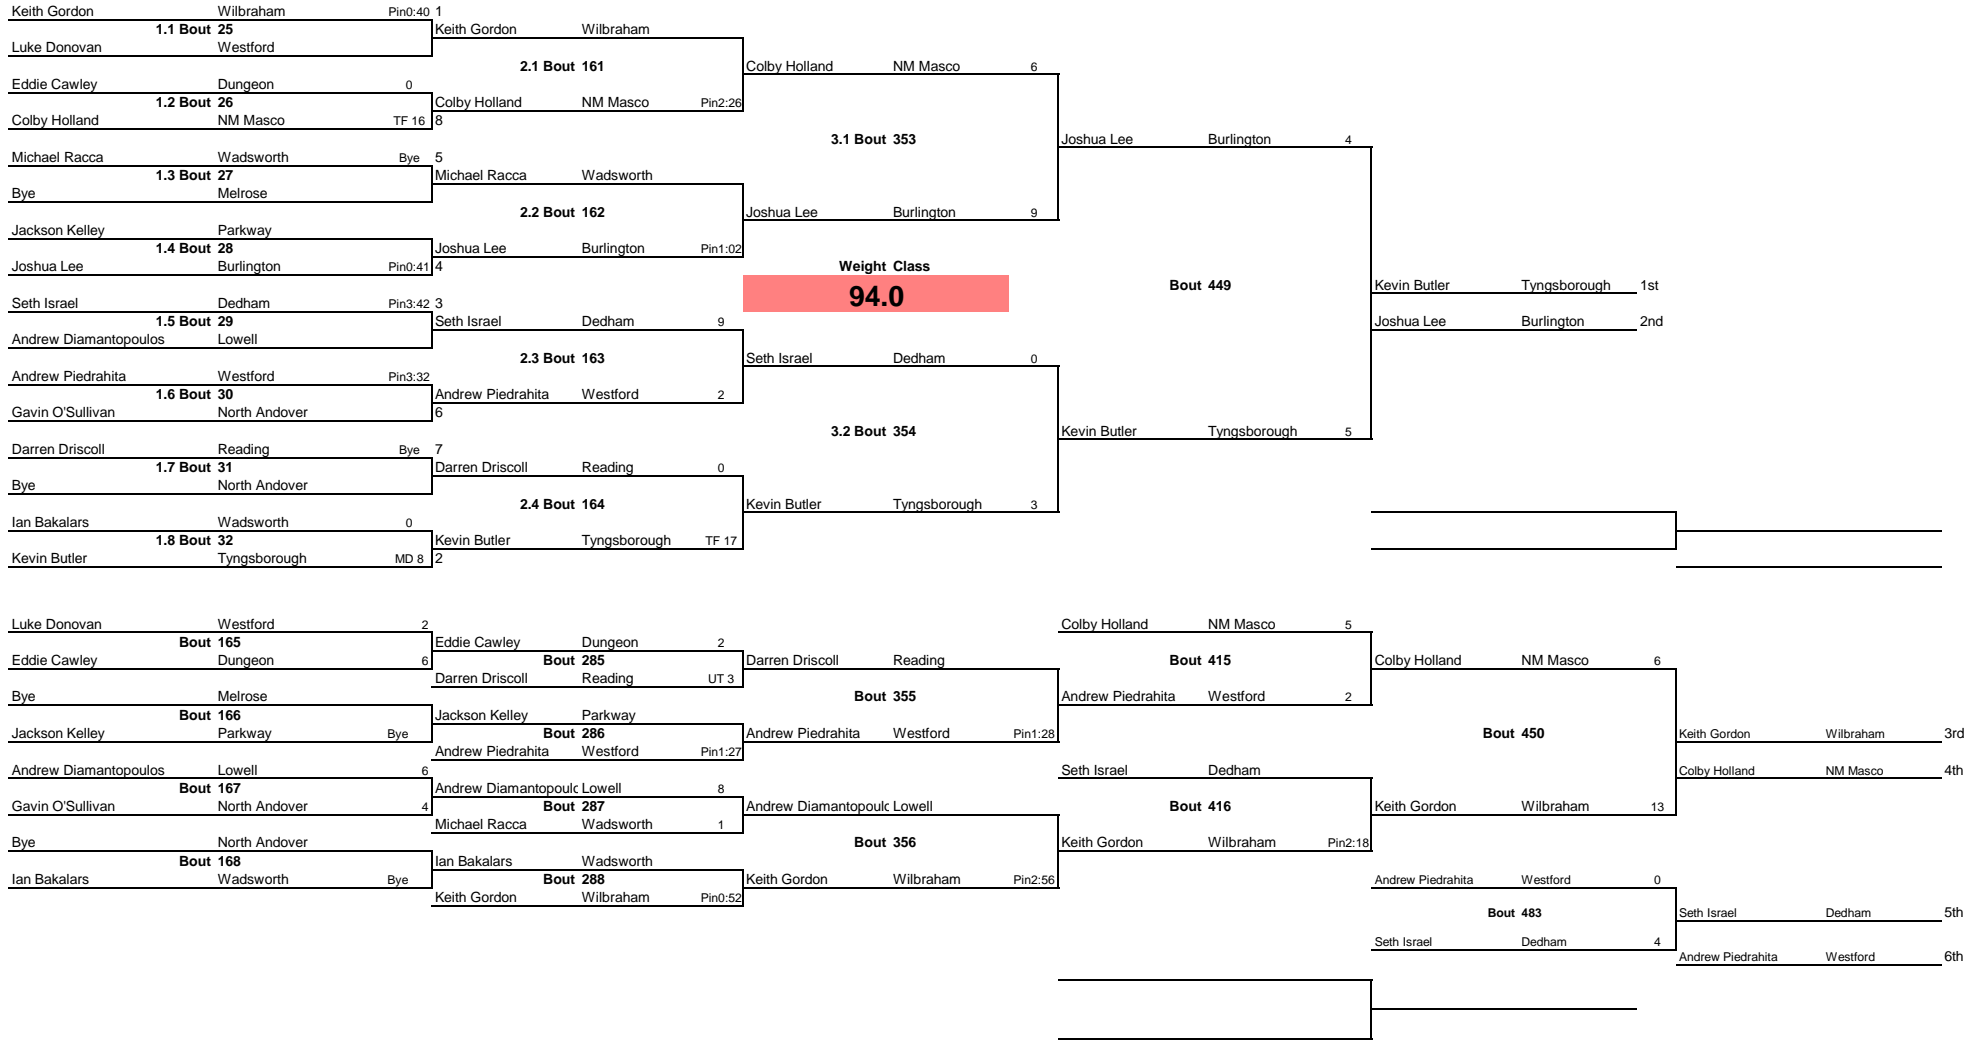 Keith Gordon Wilbraham Pin0:40 1
1.1 Bout 25 Keith Gordon Wilbraham
Luke Donovan Westford
2.1 Bout 161 Colby Holland NM Masco 6
Eddie Cawley Dungeon 0
1.2 Bout 26 Colby Holland NM Masco Pin2:26
Colby Holland NM Masco TF 16 8
3.1 Bout 353 Joshua Lee Burlington 4
Michael Racca Wadsworth Bye 5
1.3 Bout 27 Michael Racca Wadsworth
Bye Melrose
2.2 Bout 162 Joshua Lee Burlington 9
Jackson Kelley Parkway
1.4 Bout 28 Joshua Lee Burlington Pin1:02
Joshua Lee Burlington Pin0:41 4 Weight Class
Bout 449 Kevin Butler Tyngsborough 1st
94.0
Seth Israel Dedham Pin3:42 3
1.5 Bout 29 Seth Israel Dedham 9 Joshua Lee Burlington 2nd
Andrew Diamantopoulos Lowell
2.3 Bout 163 Seth Israel Dedham 0
Andrew Piedrahita Westford Pin3:32
1.6 Bout 30 Andrew Piedrahita Westford 2
Gavin O'Sullivan North Andover 6
3.2 Bout 354 Kevin Butler Tyngsborough 5
Darren Driscoll Reading Bye 7
1.7 Bout 31 Darren Driscoll Reading 0
Bye North Andover
2.4 Bout 164 Kevin Butler Tyngsborough 3
Ian Bakalars Wadsworth 0
1.8 Bout 32 Kevin Butler Tyngsborough TF 17
Kevin Butler Tyngsborough MD 8 2
Luke Donovan Westford 2 Colby Holland NM Masco 5
Bout 165 Eddie Cawley Dungeon 2
Eddie Cawley Dungeon 6 Bout 285 Darren Driscoll Reading Bout 415 Colby Holland NM Masco 6
Darren Driscoll Reading UT 3
Bye Melrose Bout 355 Andrew Piedrahita Westford 2
Bout 166 Jackson Kelley Parkway
Jackson Kelley Parkway Bye Bout 286 Andrew Piedrahita Westford Pin1:28 Bout 450 Keith Gordon Wilbraham 3rd
Andrew Piedrahita Westford Pin1:27
Andrew Diamantopoulos Lowell 6 Seth Israel Dedham Colby Holland NM Masco 4th
Bout 167 Andrew Diamantopoulc Lowell 8
Gavin O'Sullivan North Andover 4 Bout 287 Andrew Diamantopoulc Lowell Bout 416 Keith Gordon Wilbraham 13
Michael Racca Wadsworth 1
Bye North Andover Bout 356 Keith Gordon Wilbraham Pin2:18
Bout 168 Ian Bakalars Wadsworth
Ian Bakalars Wadsworth Bye Bout 288 Keith Gordon Wilbraham Pin2:56 Andrew Piedrahita Westford 0
Keith Gordon Wilbraham Pin0:52
Bout 483 Seth Israel Dedham 5th
Seth Israel Dedham 4
Andrew Piedrahita Westford 6th